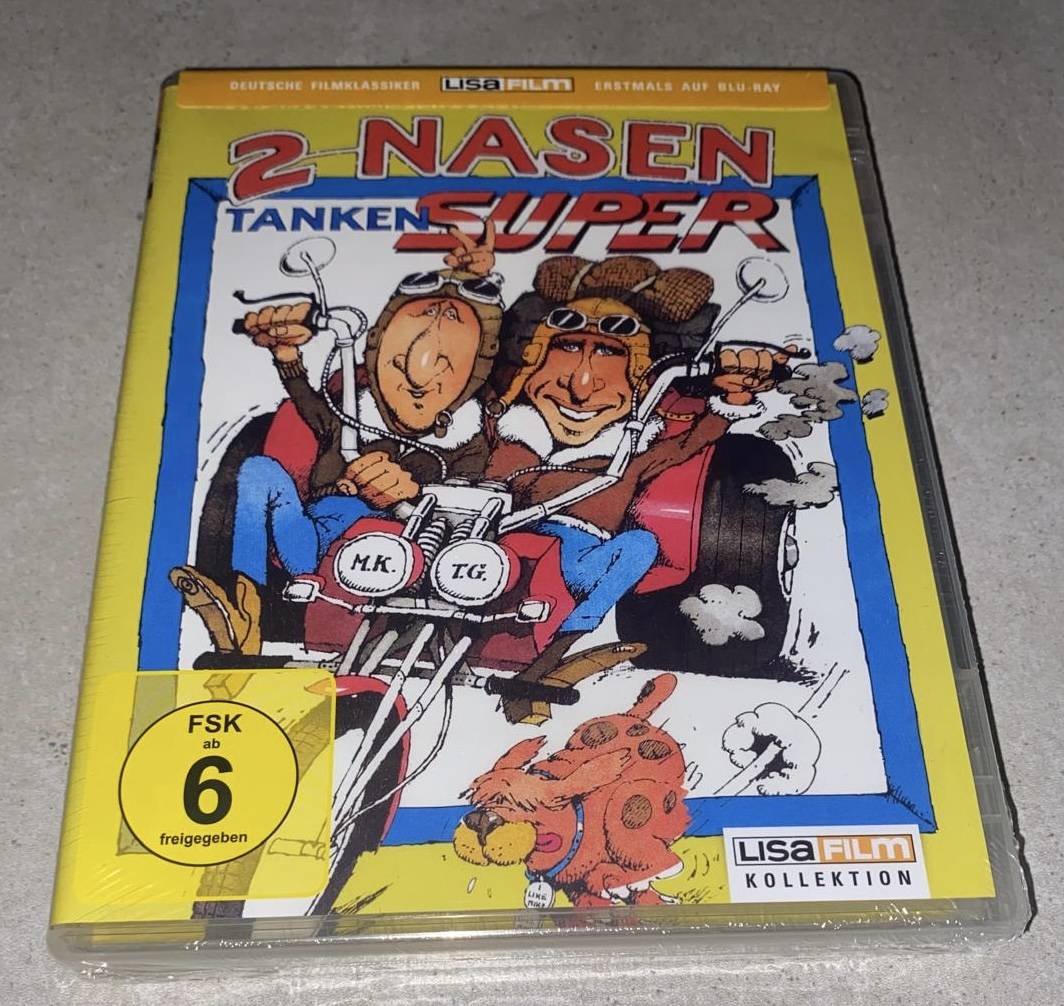 DEUTSCHE FILMKLASSIKER LISA FILM ERSTMALS AUF BLU-RAY
2 NASEN
TANKEN SUPER
M.K. T.G.
FSK
ab
6
freigegeben
I
LIKE
LISA FILM
KOLLEKTION